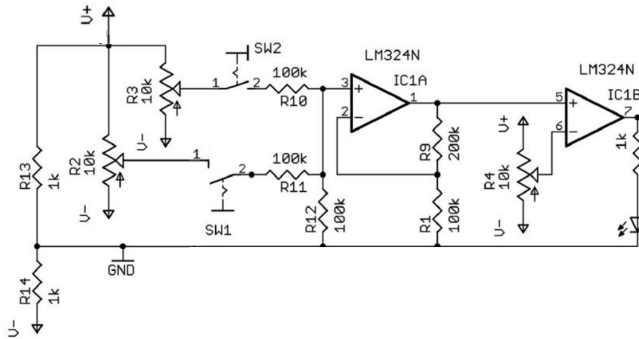 V+
SW2
LM324N
LM324N
R3
10k
1
2
100k
R10
3
2
1
IC1A
5
6
7
IC1B
V-
R2
10k
1
2
100k
R11
SW1
R13
1k
V-
R12
100k
R9
200k
R1
100k
V+
R4
10k
V-
1k
GND
R14
1k
V-